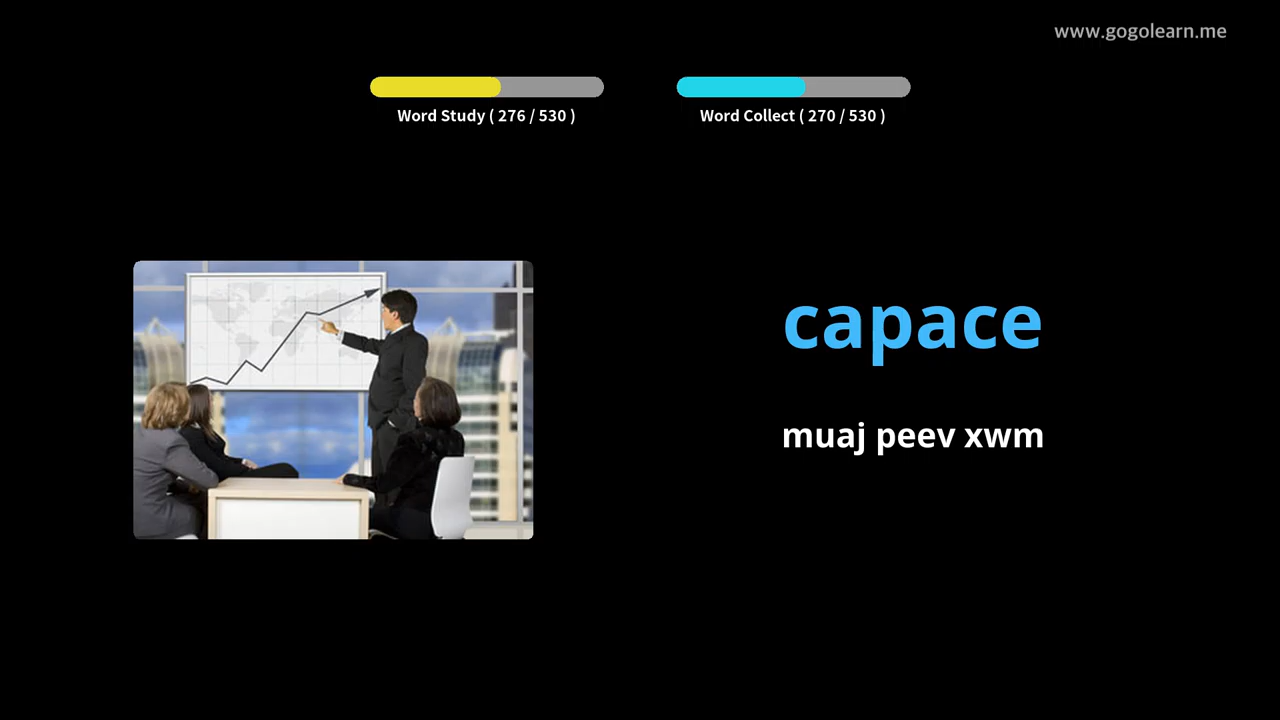 www.gogolearn.me
Word Study ( 276 / 530 )
Word Collect ( 270 / 530 )
capace
muaj peev xwm